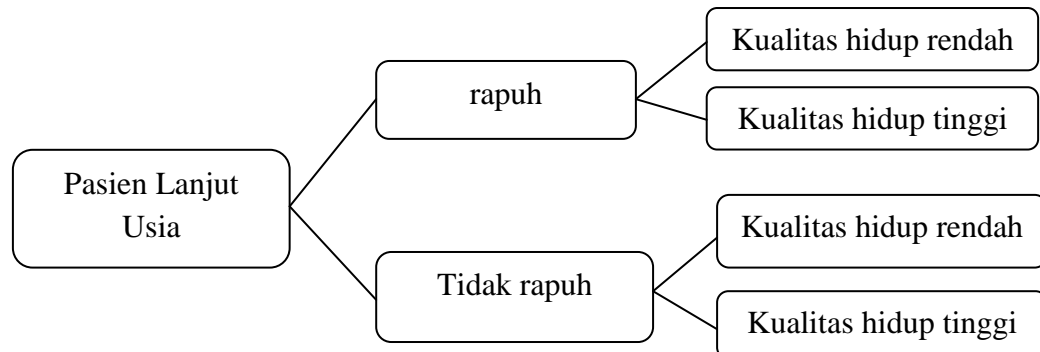 Pasien Lanjut
Usia
rapuh
Kualitas hidup rendah
Kualitas hidup tinggi
Tidak rapuh
Kualitas hidup rendah
Kualitas hidup tinggi